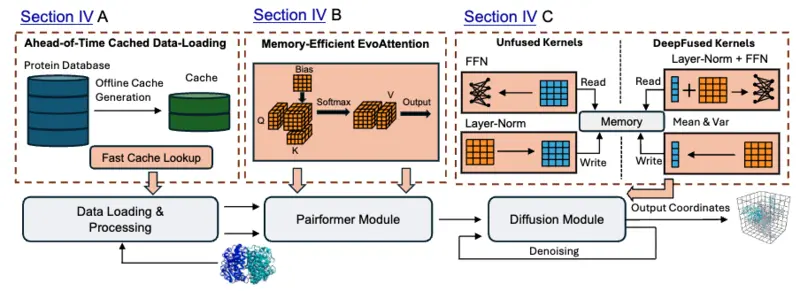 Section IV A
Section IV B
Section IV C
Ahead-of-Time Cached Data-Loading
Protein Database
Offline Cache
Generation
Cache
Fast Cache Lookup
Memory-Efficient EvoAttention
Bias
Q
K
Softmax
V
Output
Unfused Kernels
DeepFused Kernels
FFN
Layer-Norm + FFN
Read
Read
Memory
Layer-Norm
Mean & Var
Write
Write
Data Loading &
Processing
Pairformer Module
Diffusion Module
Output Coordinates
Denoising